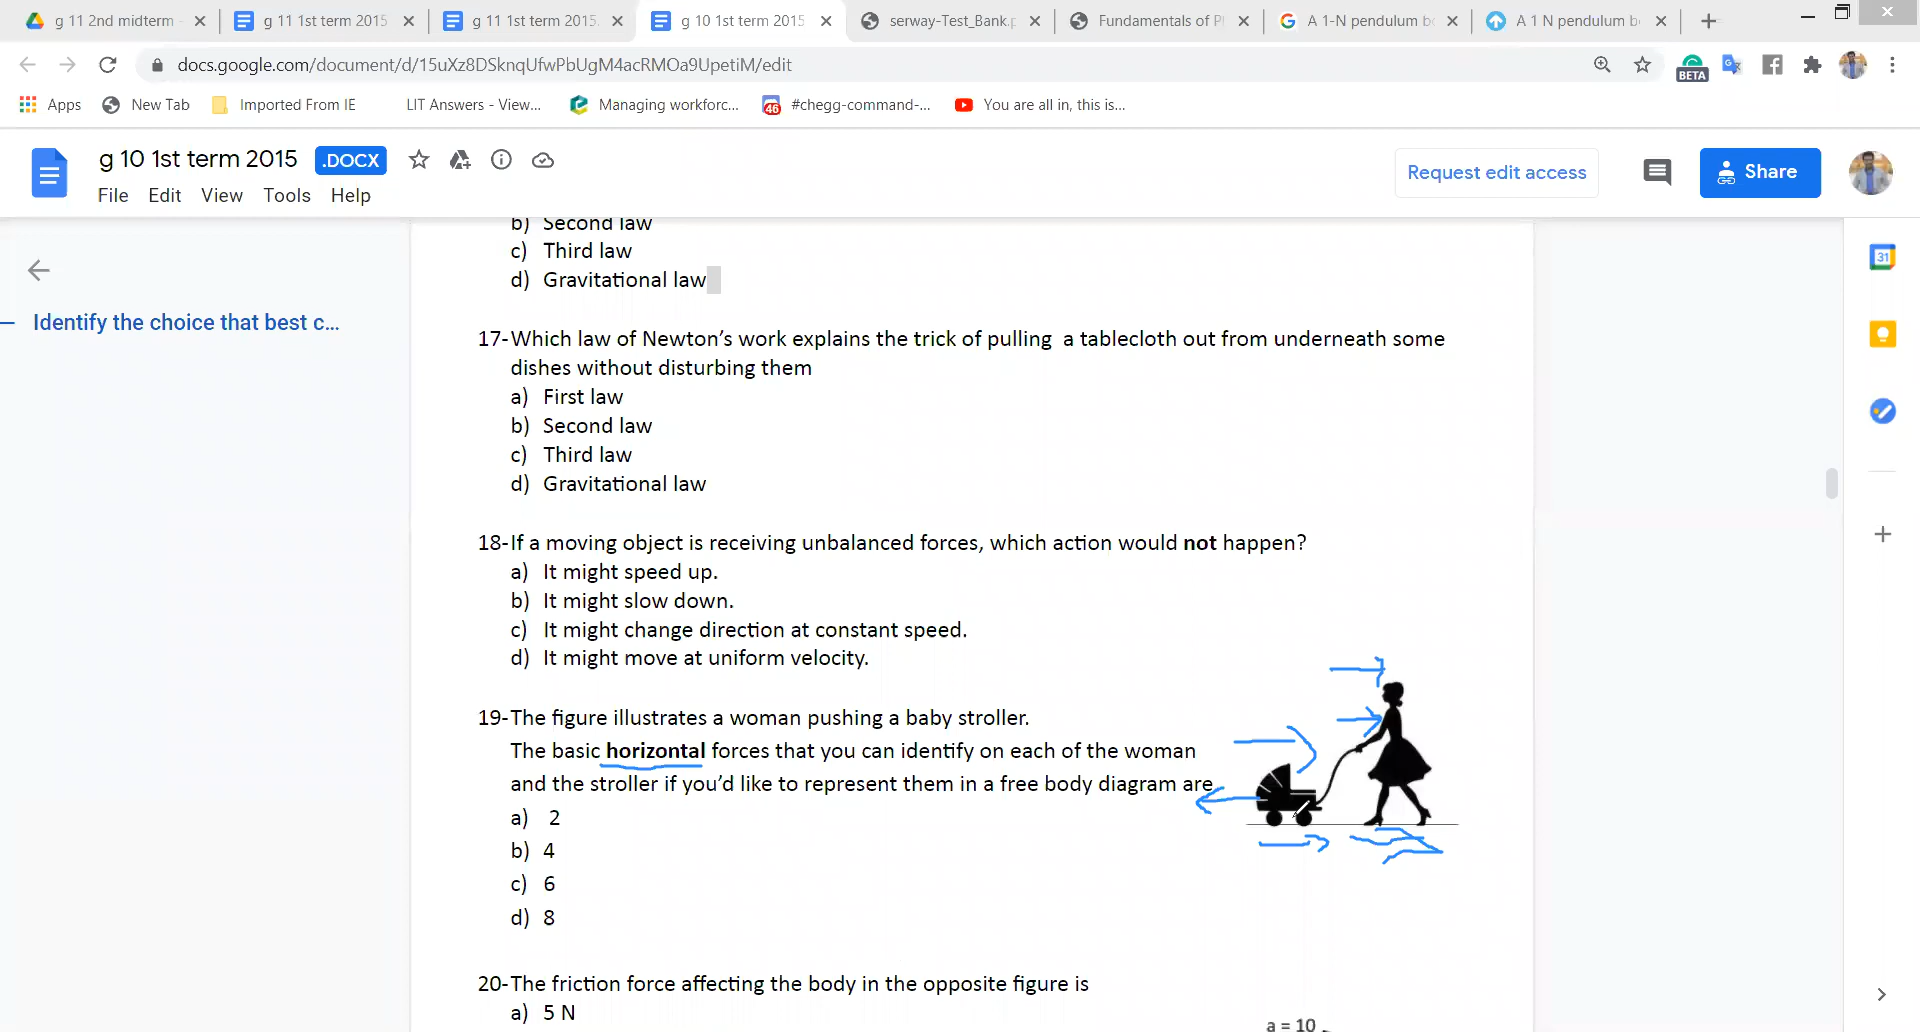 g 11 2nd midterm
g 11 1st term 2015
g 11 1st term 2015.
g 10 1st term 2015
serway-Test_Bank.p
Fundamentals of P
A 1-N pendulum b
A 1 N pendulum b
docs.google.com/document/d/15uXz8DSknqUfwPbUgM4acRMOa9UpetiM/edit
BETA
Apps
New Tab
Imported From IE
LIT Answers - View...
Managing workforc...
46
#chegg-command-...
You are all in, this is...
g 10 1st term 2015
.DOCX
File Edit View Tools Help
Request edit access
Share
31
Identify the choice that best c...
b) Second law
c) Third law
d) Gravitational law
17-Which law of Newton’s work explains the trick of pulling a tablecloth out from underneath some
dishes without disturbing them
a) First law
b) Second law
c) Third law
d) Gravitational law
18-If a moving object is receiving unbalanced forces, which action would not happen?
a) It might speed up.
b) It might slow down.
c) It might change direction at constant speed.
d) It might move at uniform velocity.
19-The figure illustrates a woman pushing a baby stroller.
The basic horizontal forces that you can identify on each of the woman
and the stroller if you’d like to represent them in a free body diagram are
a) 2
b) 4
c) 6
d) 8
20-The friction force affecting the body in the opposite figure is
a) 5 N
a = 10